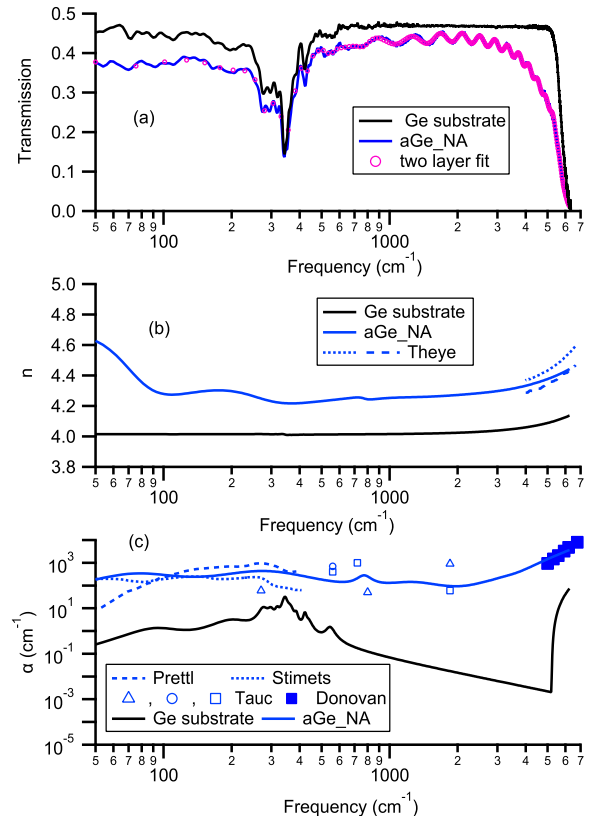 0.5
0.4
0.3
0.2
0.1
0.0
Transmission
(a)
Ge substrate
aGe_NA
two layer fit
5 6 7 8 9 100 2 3 4 5 6 7 8 9 1000 2 3 4 5 6 7
Frequency (cm-1)
5.0
4.8
4.6
4.4
4.2
4.0
3.8
n
(b)
Ge substrate
aGe_NA
Theye
5 6 7 8 9 100 2 3 4 5 6 7 8 9 1000 2 3 4 5 6 7
Frequency (cm-1)
(c)
10^3
10^1
10^-1
10^-3
10^-5
α (cm-1)
Prettl Stimets
, , Tauc Donovan
Ge substrate aGe_NA
5 6 7 8 9 100 2 3 4 5 6 7 8 9 1000 2 3 4 5 6 7
Frequency (cm-1)